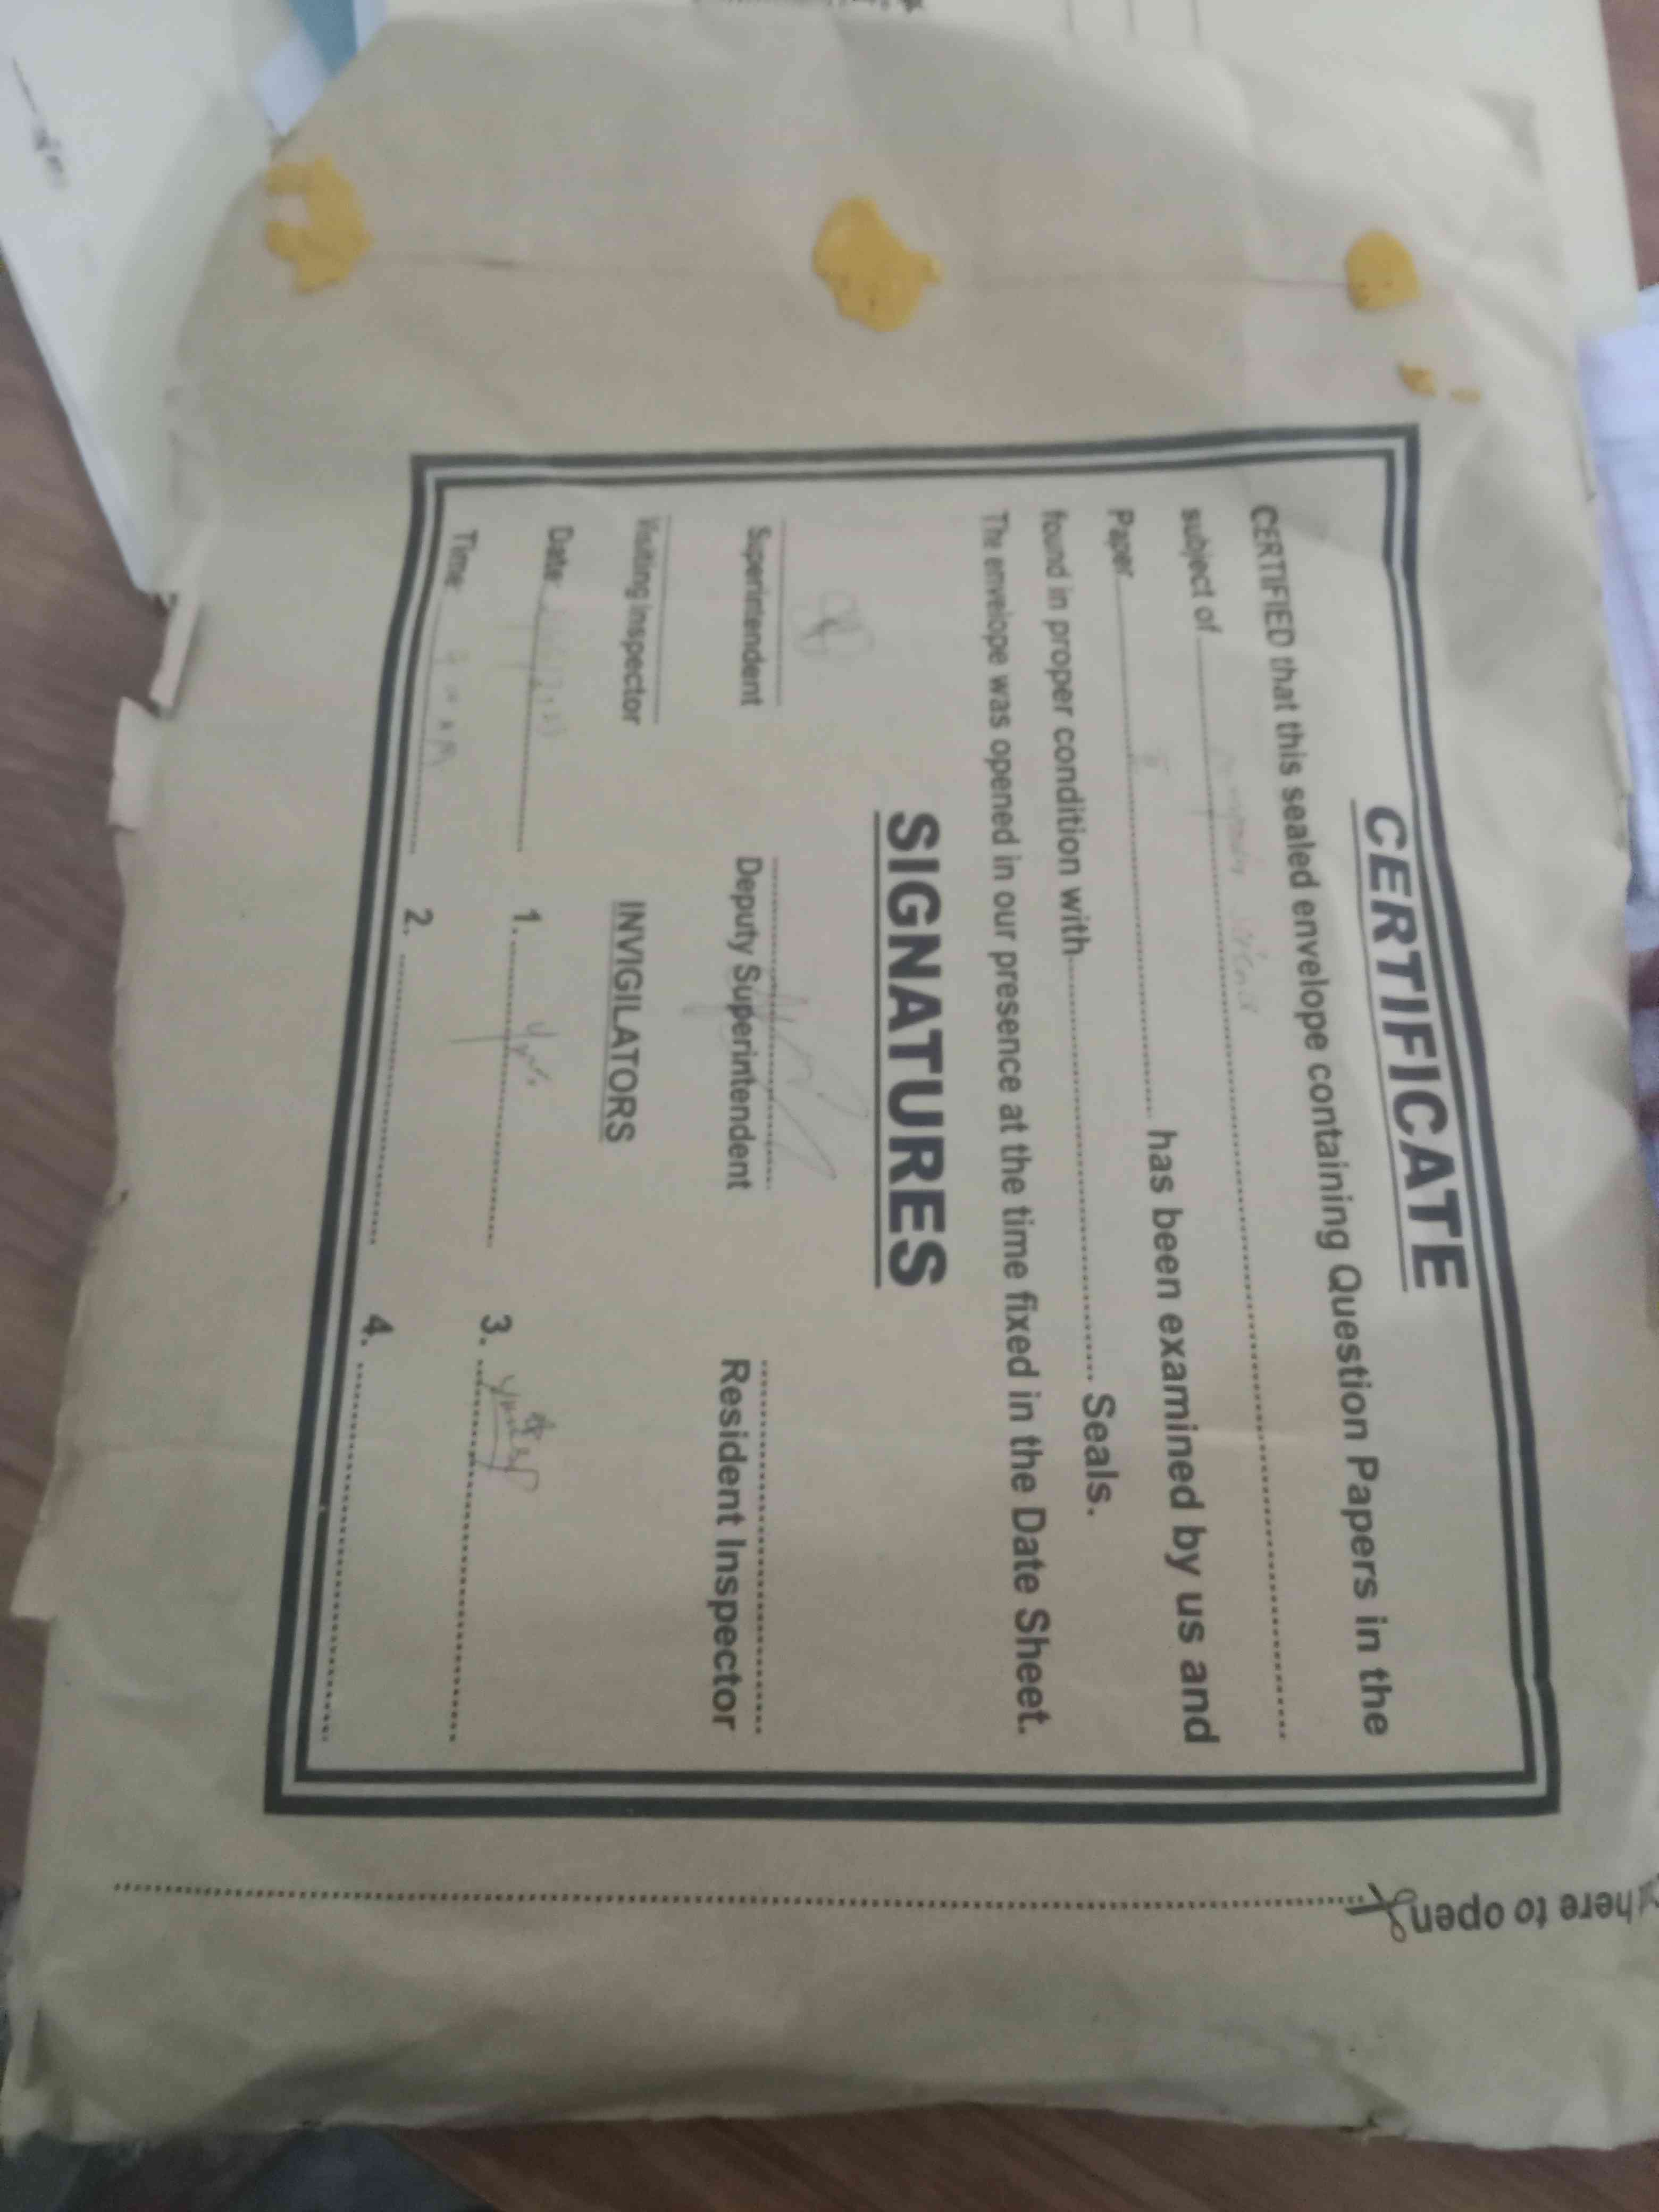 CERTIFICATE
CERTIFIED that this sealed envelope containing Question Papers in the
subject of
Paper II has been examined by us and
found in proper condition with Seals.
The envelope was opened in our presence at the time fixed in the Date Sheet.
SIGNATURES
Superintendent Deputy Superintendent Resident Inspector
Visiting Inspector INVIGILATORS
Date: 1. 3.
Time 2. 4.
here to open